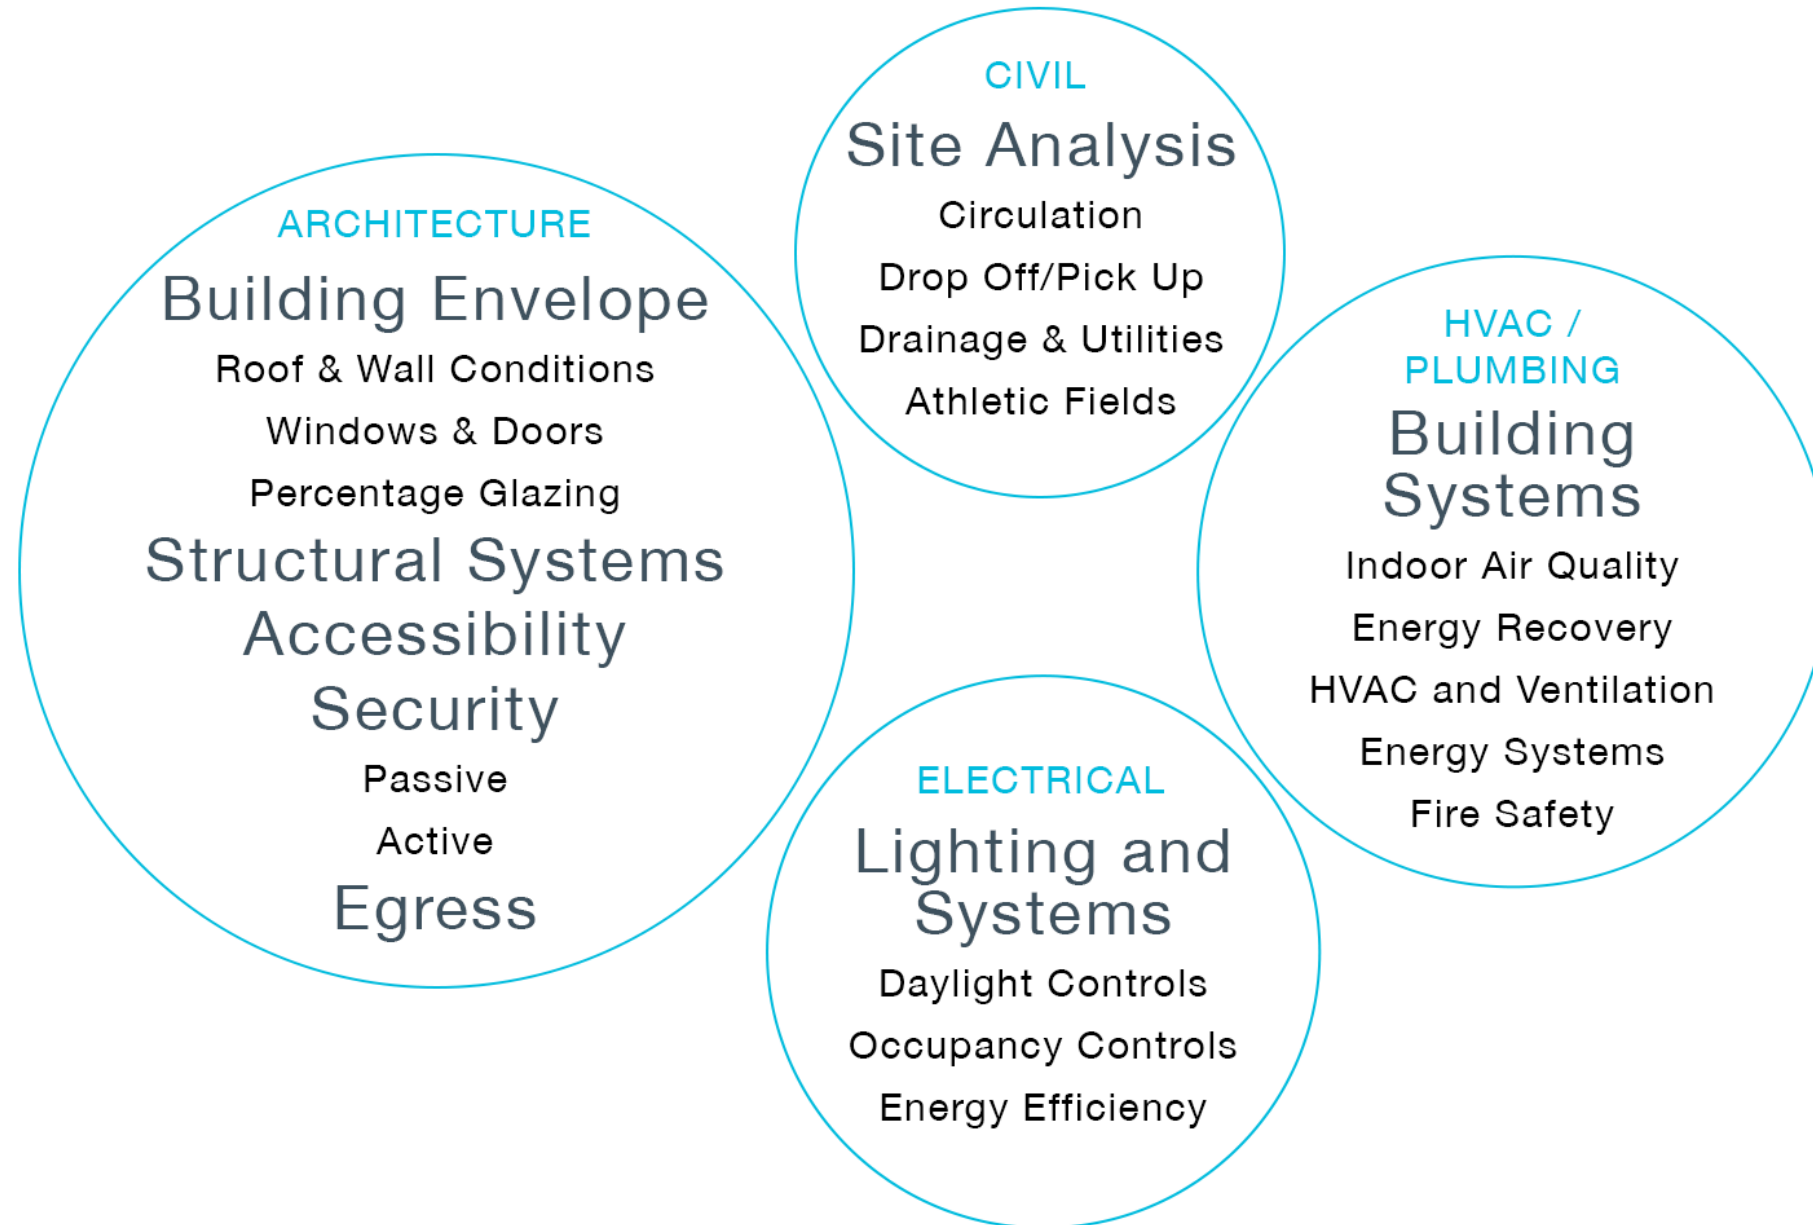 ARCHITECTURE
Building Envelope
Roof & Wall Conditions
Windows & Doors
Percentage Glazing
Structural Systems
Accessibility
Security
Passive
Active
Egress
CIVIL
Site Analysis
Circulation
Drop Off/Pick Up
Drainage & Utilities
Athletic Fields
HVAC /
PLUMBING
Building
Systems
Indoor Air Quality
Energy Recovery
HVAC and Ventilation
Energy Systems
Fire Safety
ELECTRICAL
Lighting and
Systems
Daylight Controls
Occupancy Controls
Energy Efficiency